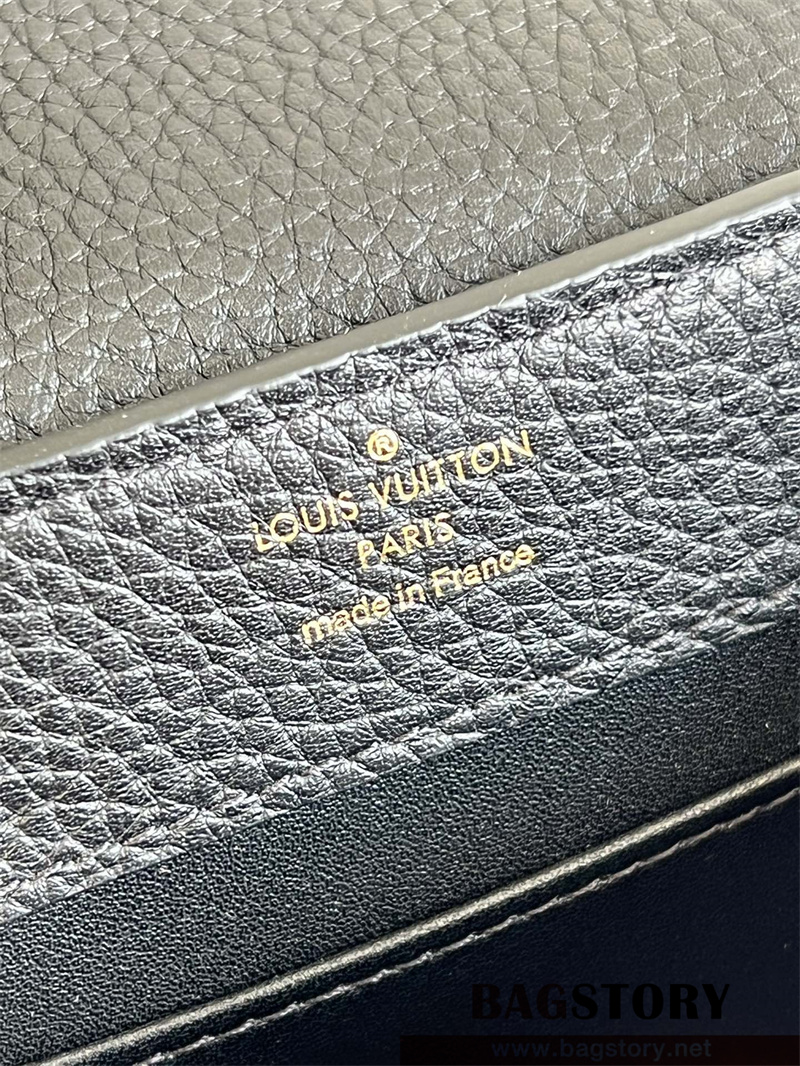 ®
LOUIS VUITTON
PARIS
made in France
BAGSTORY
www.bagstory.net